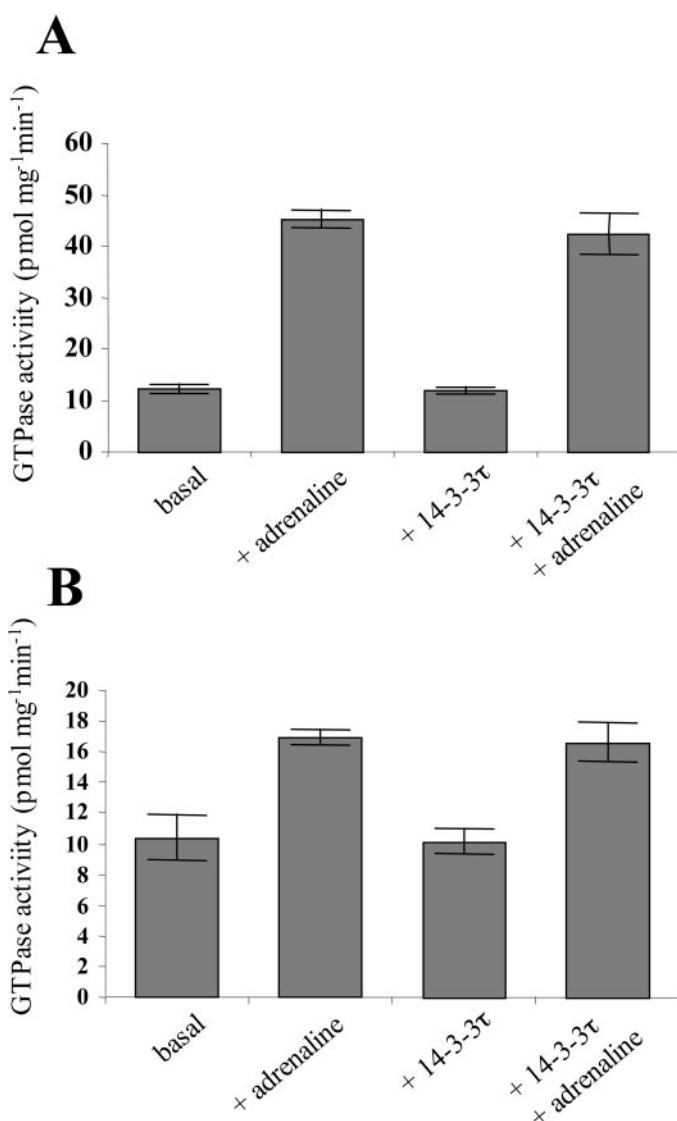 A
GTPase activiity (pmol mg-1min-1)
60
50
40
30
20
10
0
basal
+ adrenaline
+ 14-3-3τ
+ 14-3-3τ
+ adrenaline
B
GTPase activiity (pmol mg-1min-1)
20
18
16
14
12
10
8
6
4
2
0
basal
+ adrenaline
+ 14-3-3τ
+ 14-3-3τ
+ adrenaline